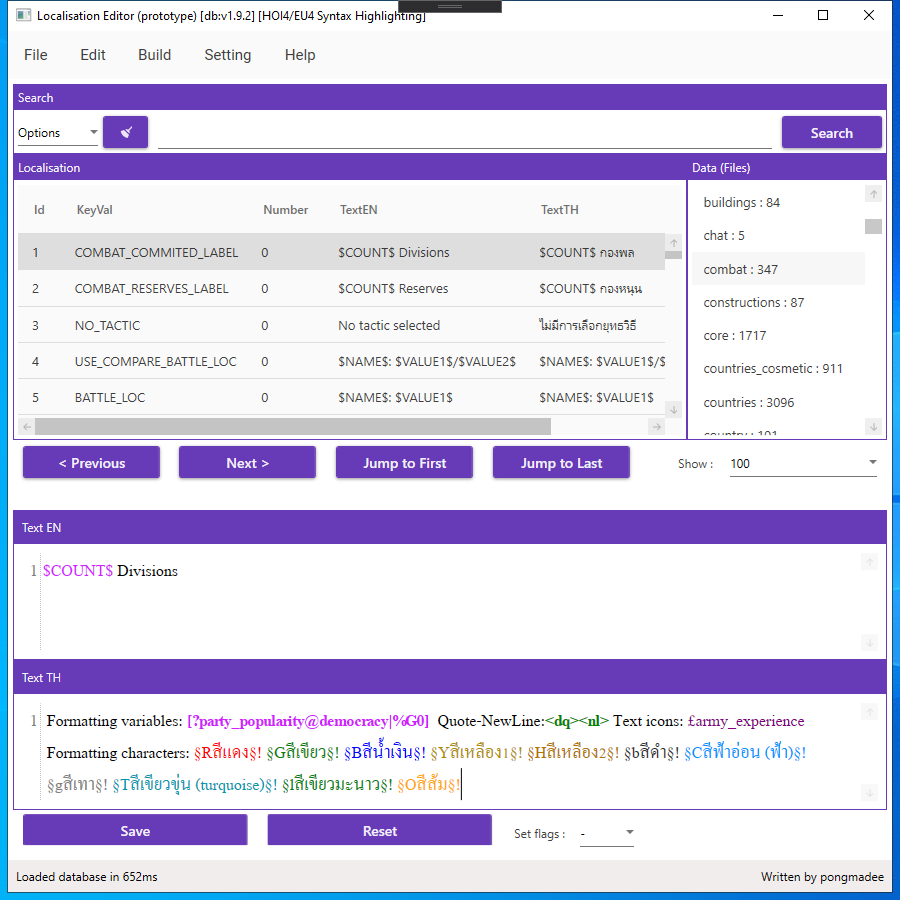 Localisation Editor (prototype) [db:v1.9.2] [HOI4/EU4 Syntax Highlighting]
File Edit Build Setting Help
Search
Options Search
Localisation Data (Files)
Id KeyVal Number TextEN TextTH
1 COMBAT_COMMITED_LABEL 0 $COUNT$ Divisions $COUNT$ กองพล
2 COMBAT_RESERVES_LABEL 0 $COUNT$ Reserves $COUNT$ กองหนุน
3 NO_TACTIC 0 No tactic selected ไม่มีการเลือกยุทธวิธี
4 USE_COMPARE_BATTLE_LOC 0 $NAME$: $VALUE1$/$VALUE2$ $NAME$: $VALUE1$/$
5 BATTLE_LOC 0 $NAME$: $VALUE1$ $NAME$: $VALUE1$
buildings : 84
chat : 5
combat : 347
constructions : 87
core : 1717
countries_cosmetic : 911
countries : 3096
country : 101
< Previous Next > Jump to First Jump to Last Show : 100
Text EN
1 $COUNT$ Divisions
Text TH
1 Formatting variables: [?party_popularity@democracy|%G0] Quote-NewLine:<dq><nl> Text icons: £army_experience
Formatting characters: §Rสีแดง§! §Gสีเขียว§! §Bสีน้ำเงิน§! §Yสีเหลือง1§! §Hสีเหลือง2§! §bสีดำ§! §Cสีฟ้าอ่อน (ฟ้า)§!
§gสีเทา§! §Tสีเขียวขุ่น (turquoise)§! §lสีเขียวมะนาว§! §Oสีส้ม§!
Save Reset Set flags : -
Loaded database in 652ms Written by pongmadee